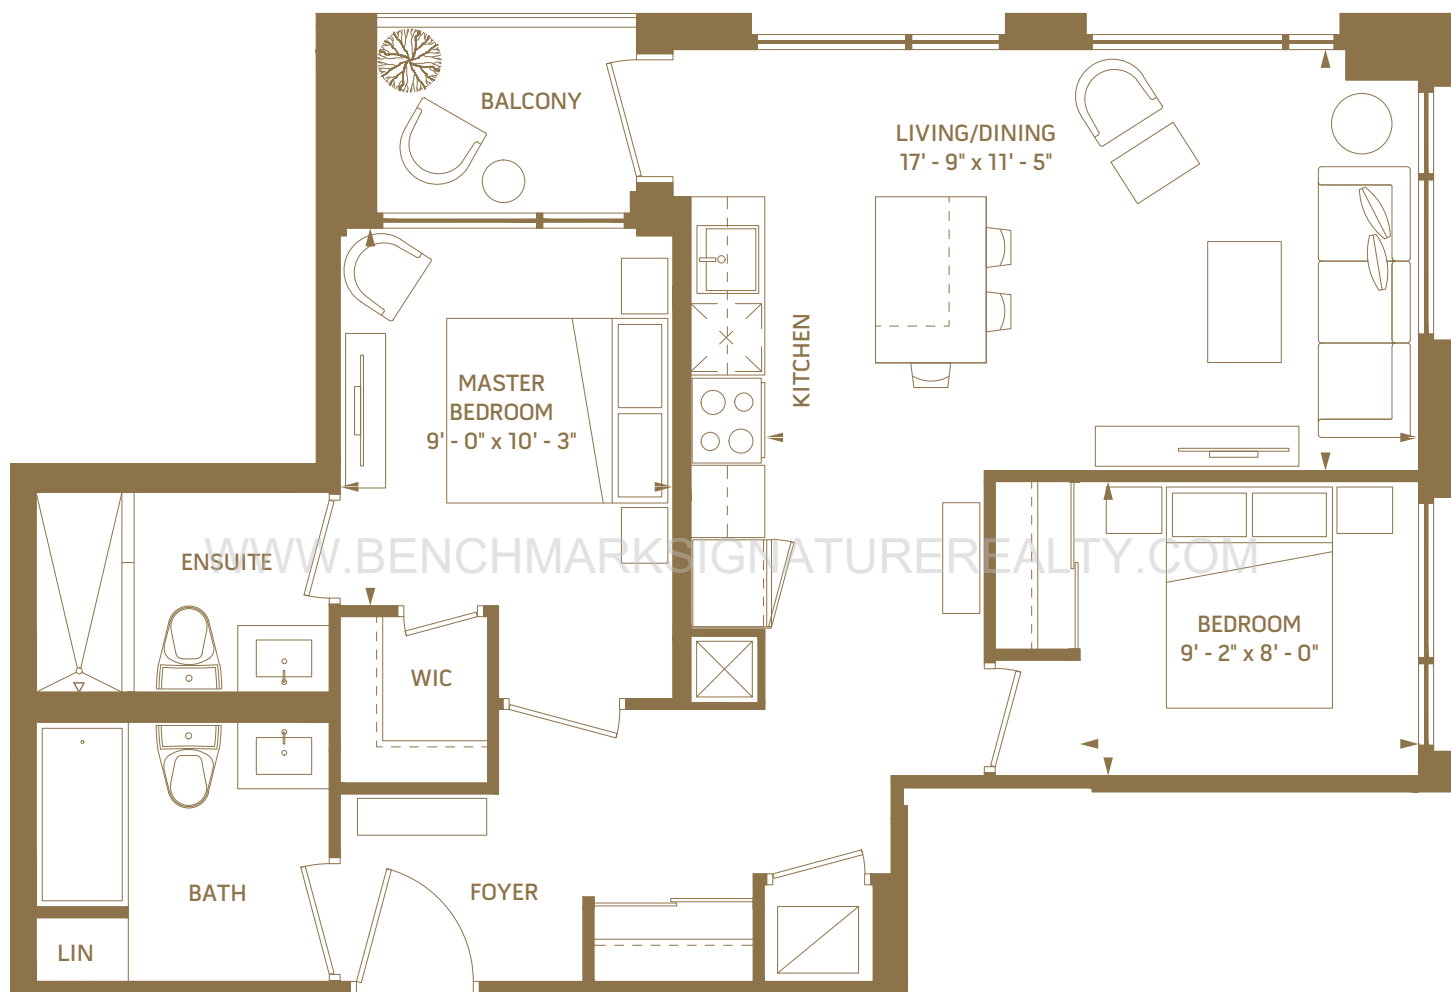 BALCONY
LIVING/DINING
17' - 9" x 11' - 5"
KITCHEN
MASTER
BEDROOM
9' - 0" x 10' - 3"
ENSUITE
WWW.BENCHMARKSIGNATUREREALTY.COM
BEDROOM
9' - 2" x 8' - 0"
WIC
BATH
FOYER
LIN